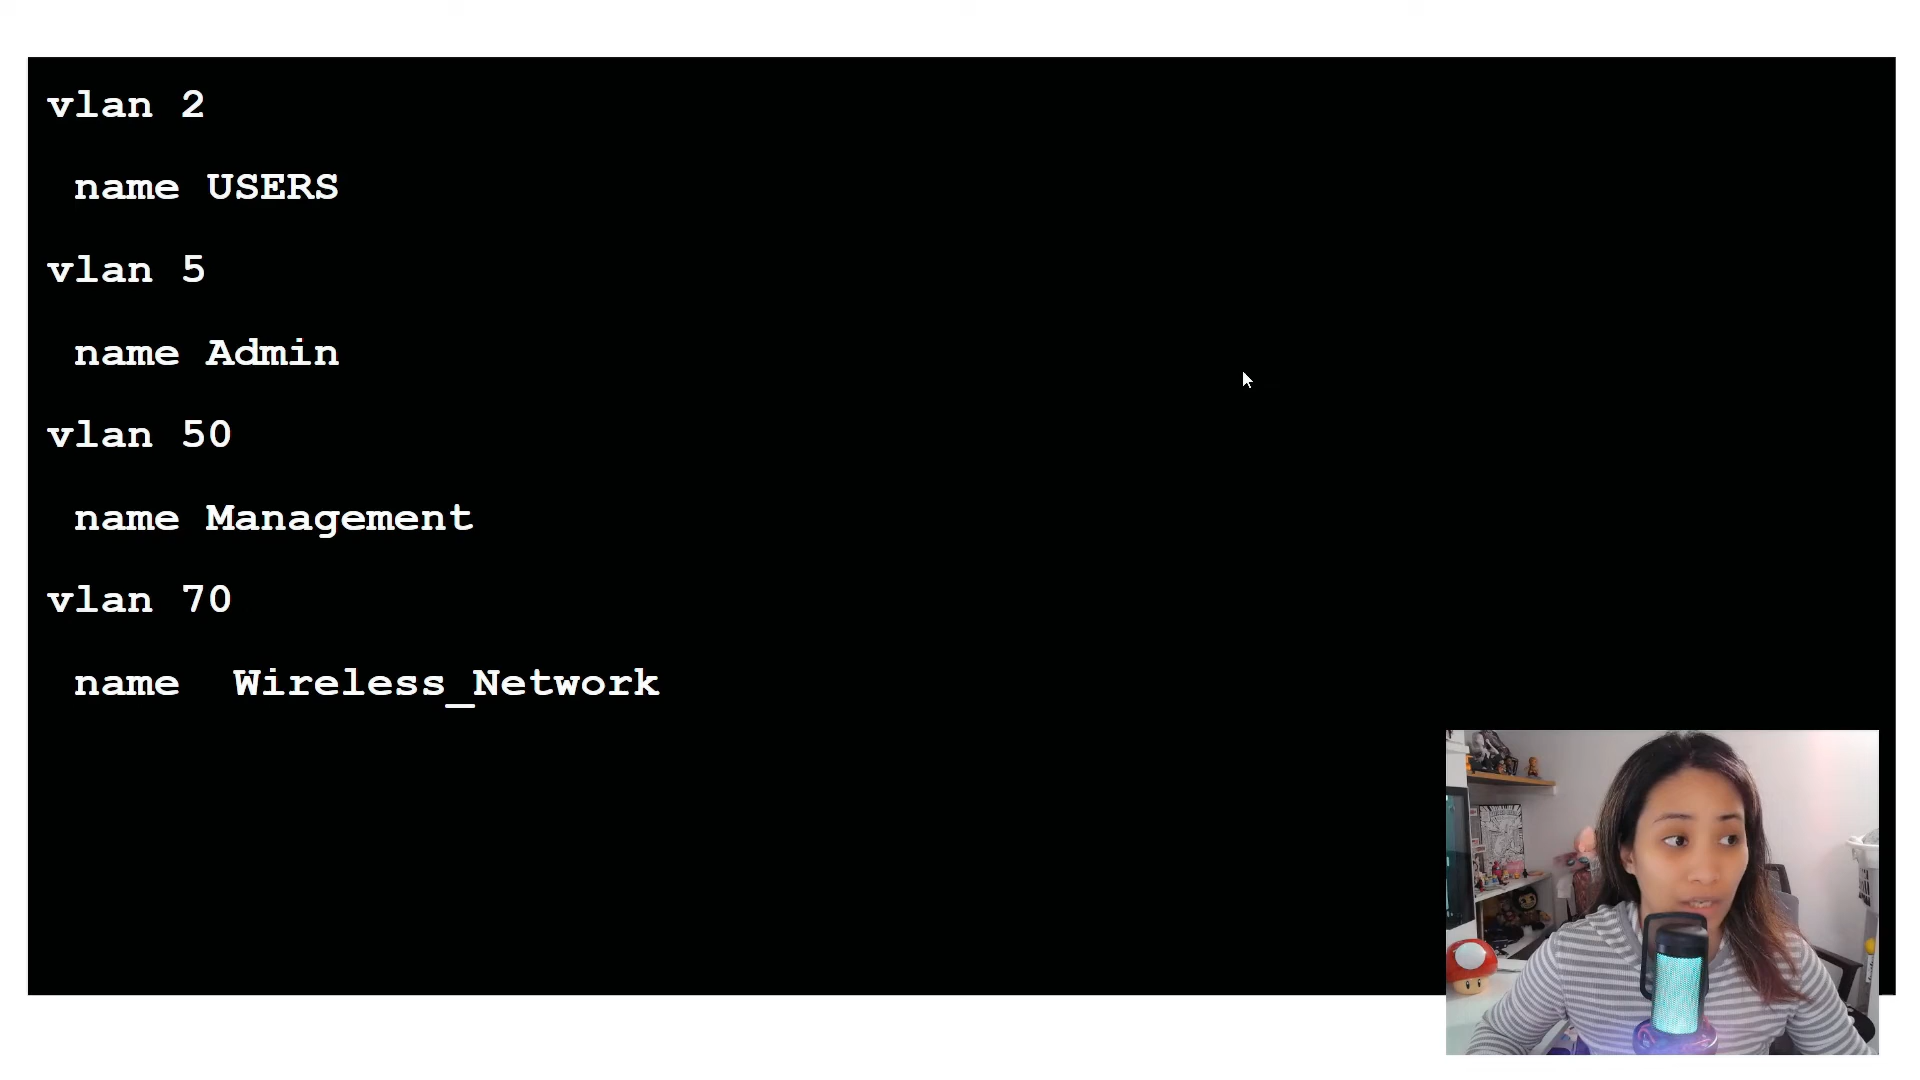 vlan 2
name USERS
vlan 5
name Admin
vlan 50
name Management
vlan 70
name  Wireless_Network